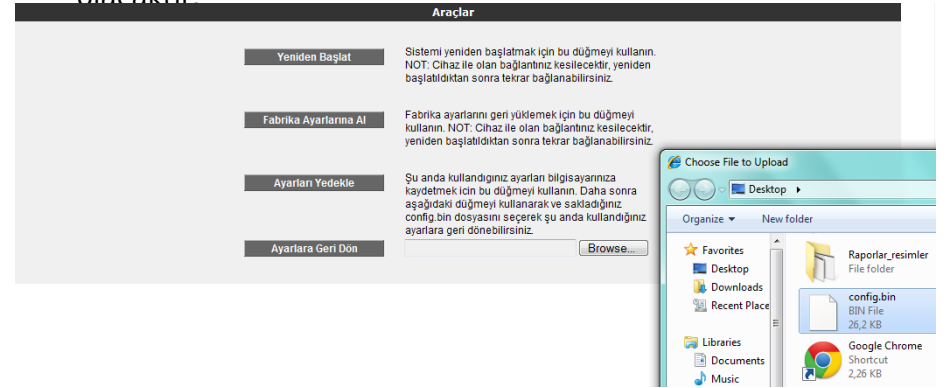 Araçlar
Yeniden Başlat
Sistemi yeniden başlatmak için bu düğmeyi kullanın.
NOT: Cihaz ile olan bağlantınız kesilecektir, yeniden
başlatıldıktan sonra tekrar bağlanabilirsiniz.
Fabrika Ayarlarına Al
Fabrika ayarlarını geri yüklemek için bu düğmeyi
kullanın. NOT: Cihaz ile olan bağlantınız kesilecektir,
yeniden başlatıldıktan sonra tekrar bağlanabilirsiniz.
Ayarları Yedekle
Şu anda kullandığınız ayarları bilgisayarınıza
kaydetmek için bu düğmeyi kullanın. Daha sonra
aşağıdaki düğmeyi kullanarak ve sakladığınız
config.bin dosyasını seçerek şu anda kullandığınız
ayarlara geri dönebilirsiniz.
Ayarlara Geri Dön
Browse...
Choose File to Upload
Desktop
Organize
New folder
Favorites
Desktop
Downloads
Recent Place
Libraries
Documents
Music
Raporlar_resimler
File folder
config.bin
BIN File
26,2 KB
Google Chrome
Shortcut
2,26 KB